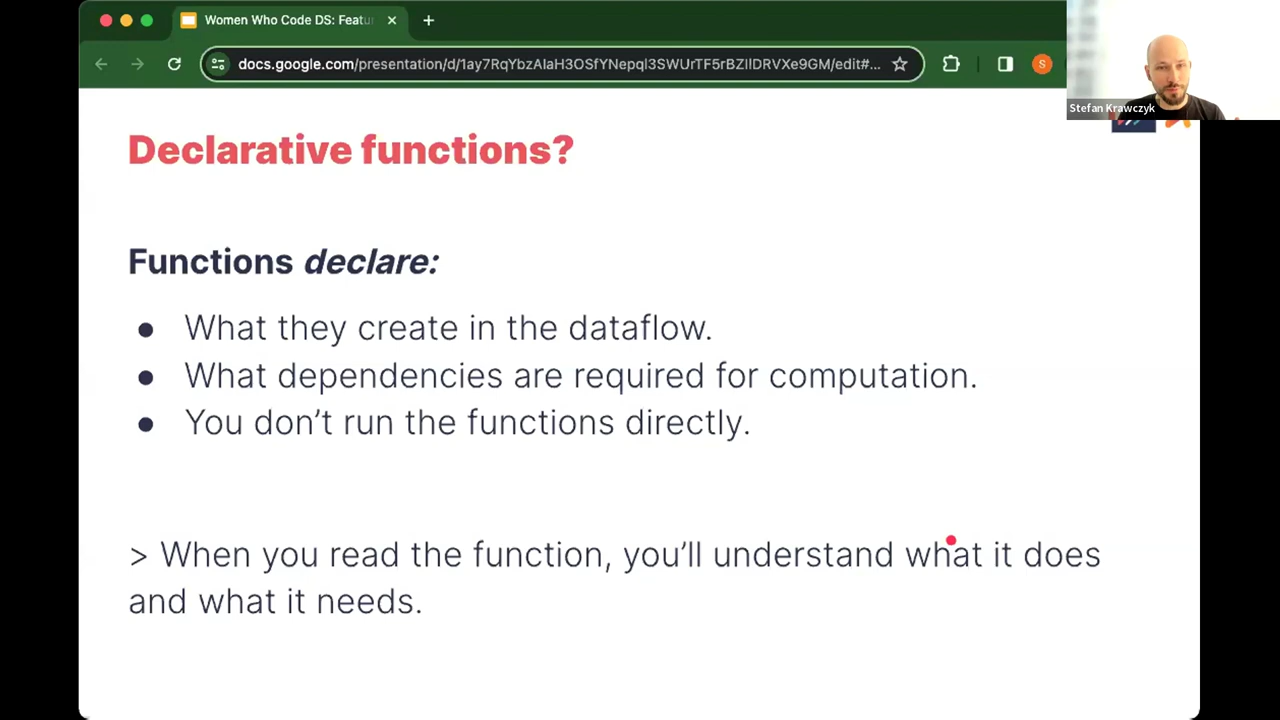 Women Who Code DS: Featu
docs.google.com/presentation/d/1ay7RqYbzAIaH3OSfYNepqI3SWUrTF5rBZIlDRVXe9GM/edit#...
S
Stefan Krawczyk
Declarative functions?
Functions declare:
● What they create in the dataflow.
● What dependencies are required for computation.
● You don’t run the functions directly.
> When you read the function, you’ll understand what it does
and what it needs.